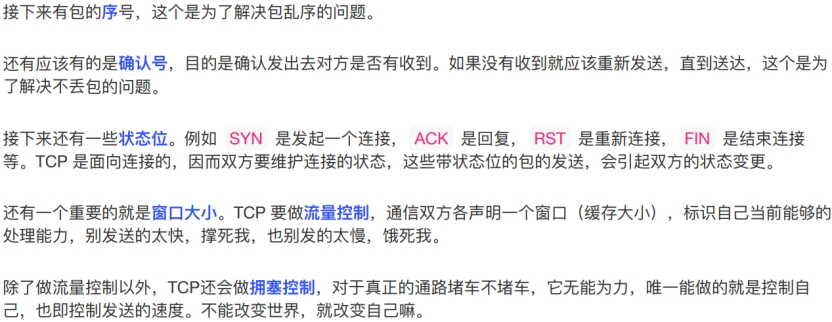 接下来有包的序号，这个是为了解决包乱序的问题。
还有应该有的是确认号，目的是确认发出去对方是否有收到。如果没有收到就应该重新发送，直到送达，这个是为
了解决不丢包的问题。
接下来还有一些状态位。例如 SYN 是发起一个连接， ACK 是回复， RST 是重新连接， FIN 是结束连接
等。TCP 是面向连接的，因而双方要维护连接的状态，这些带状态位的包的发送，会引起双方的状态变更。
还有一个重要的就是窗口大小。TCP 要做流量控制，通信双方各声明一个窗口（缓存大小），标识自己当前能够的
处理能力，别发送的太快，撑死我，也别发的太慢，饿死我。
除了做流量控制以外，TCP还会做拥塞控制，对于真正的通路堵车不堵车，它无能为力，唯一能做的就是控制自
己，也即控制发送的速度。不能改变世界，就改变自己嘛。